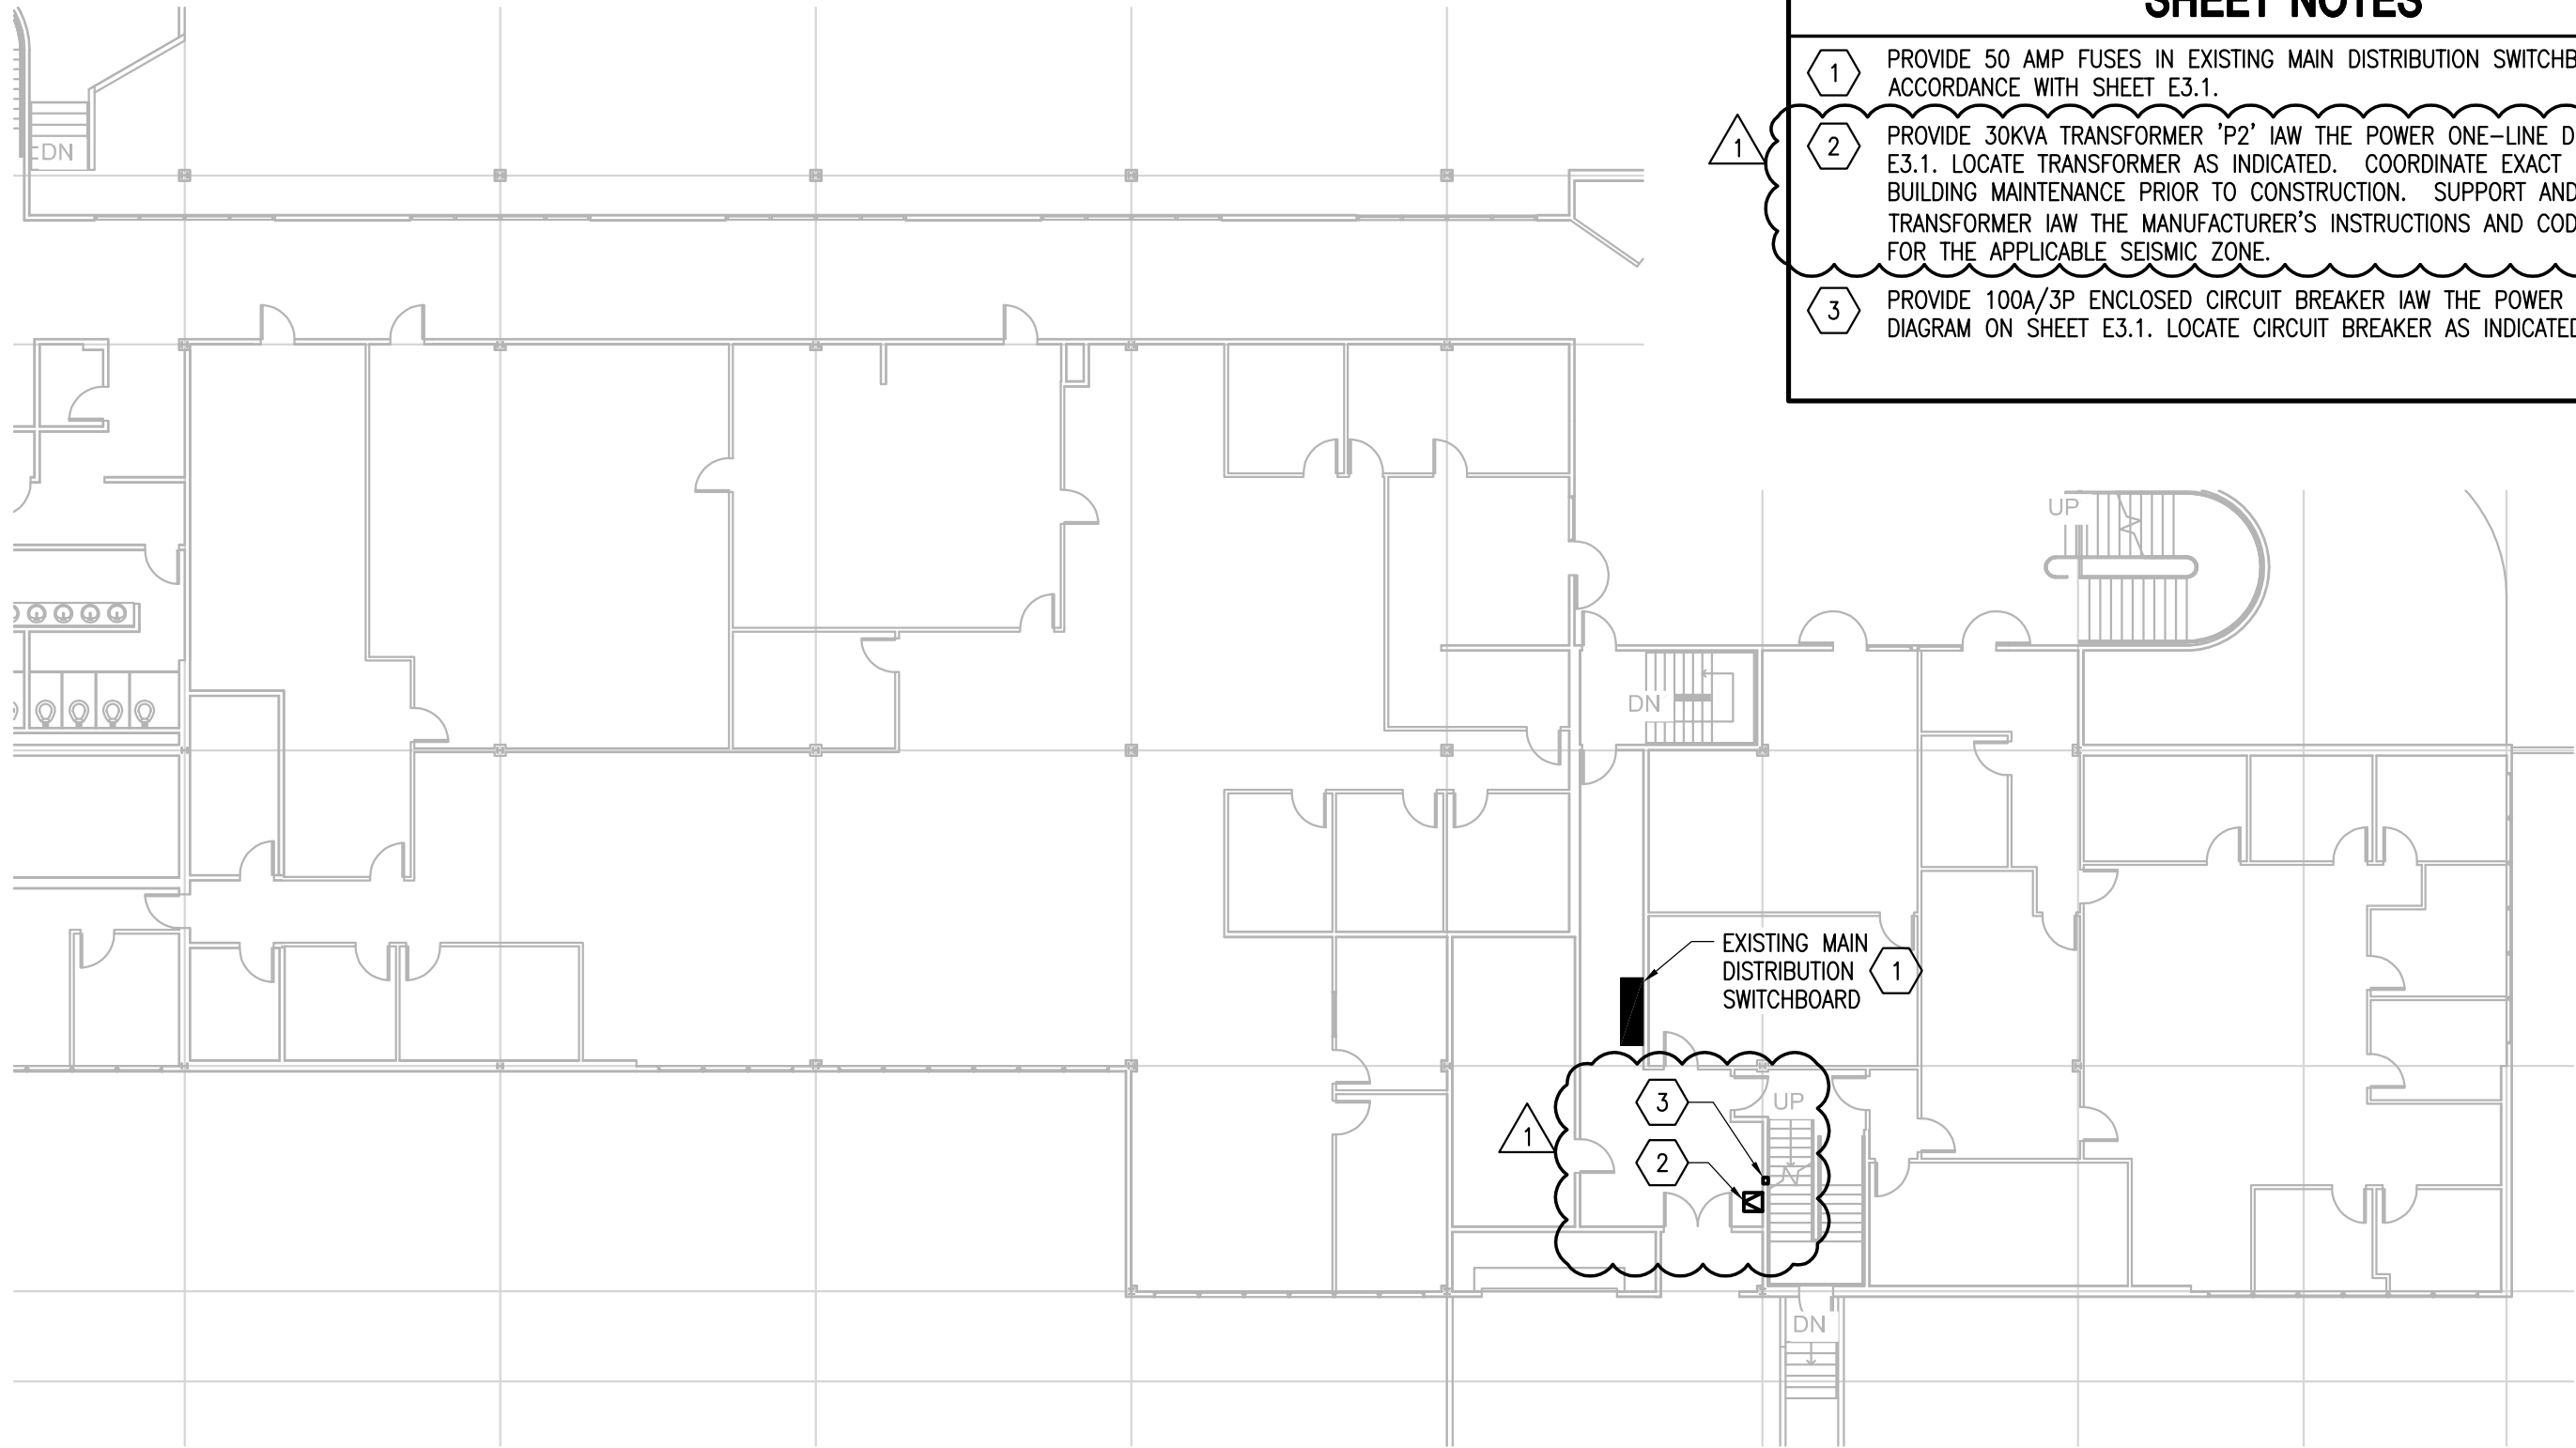 SHEET NOTES
1 PROVIDE 50 AMP FUSES IN EXISTING MAIN DISTRIBUTION
ACCORDANCE WITH SHEET E3.1.
1
2 PROVIDE 30KVA TRANSFORMER 'P2' IAW THE POWER ONE-LINE
E3.1. LOCATE TRANSFORMER AS INDICATED. COORDINATE EXACT
BUILDING MAINTENANCE PRIOR TO CONSTRUCTION. SUPPORT AND
TRANSFORMER IAW THE MANUFACTURER'S INSTRUCTIONS AND
FOR THE APPLICABLE SEISMIC ZONE.
3 PROVIDE 100A/3P ENCLOSED CIRCUIT BREAKER IAW THE POWER
DIAGRAM ON SHEET E3.1. LOCATE CIRCUIT BREAKER AS INDICATED
DN
UP
DN
EXISTING MAIN
DISTRIBUTION 1
SWITCHBOARD
3
UP
1
2
DN